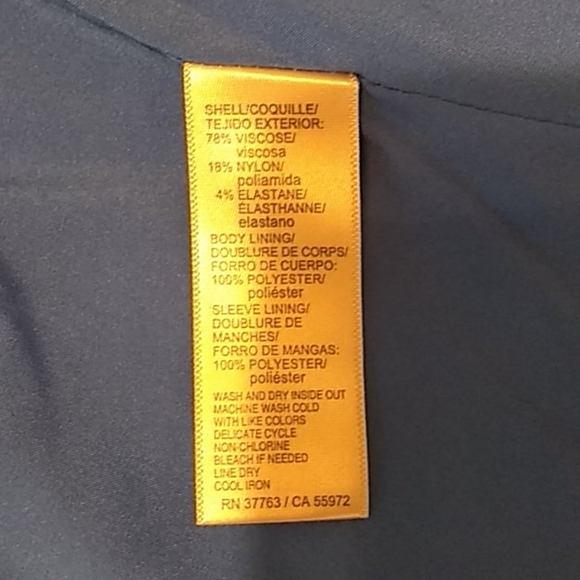 SHELL/COQUILLE/
TEJIDO EXTERIOR:
78% VISCOSE/
viscosa
18% NYLON/
poliamida
4% ELASTANE/
ÉLASTHANNE/
elastano
BODY LINING/
DOUBLURE DE CORPS/
FORRO DE CUERPO:
100% POLYESTER/
poliéster
SLEEVE LINING/
DOUBLURE DE
MANCHES/
FORRO DE MANGAS:
100% POLYESTER/
poliéster
WASH AND DRY INSIDE OUT
MACHINE WASH COLD
WITH LIKE COLORS
DELICATE CYCLE
NON-CHLORINE
BLEACH IF NEEDED
LINE DRY
COOL IRON
RN 37763 / CA 55972